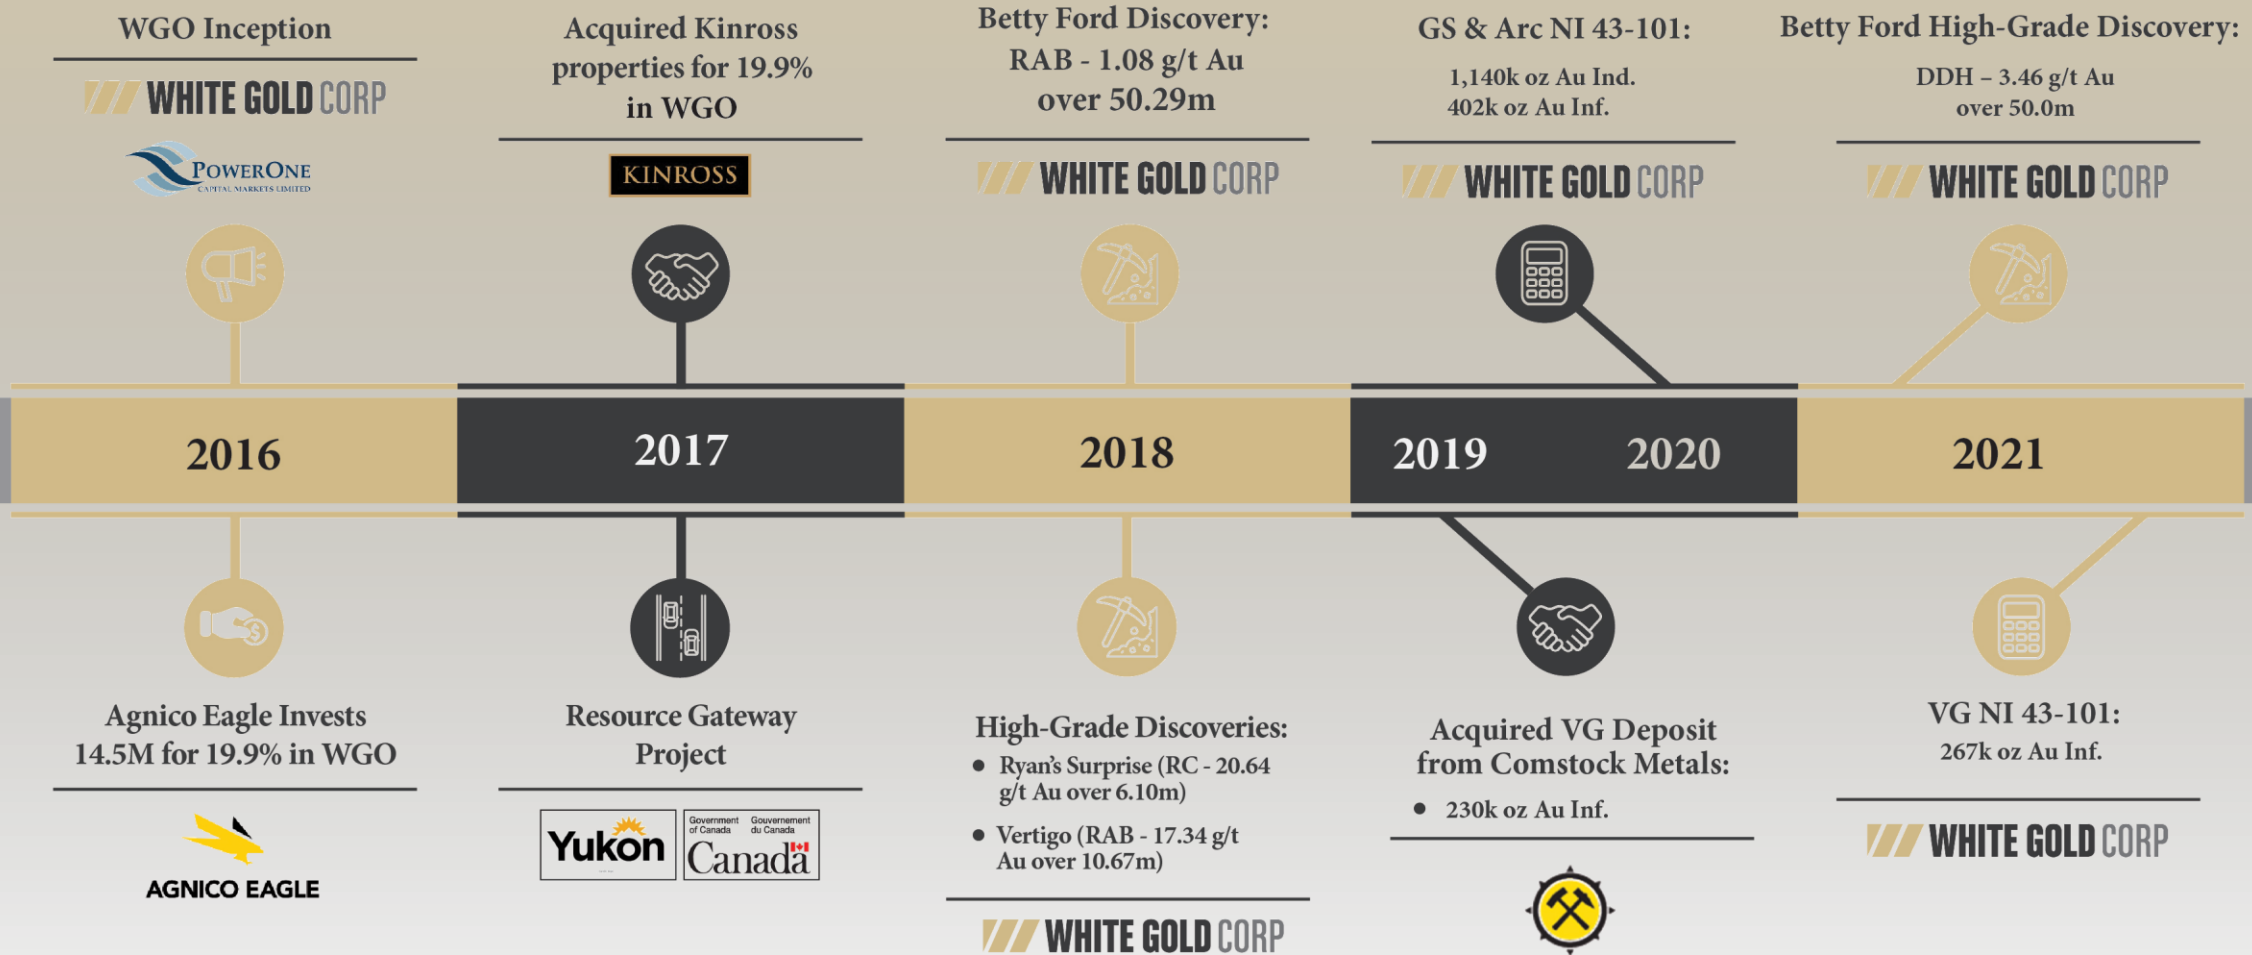 WGO Inception
WHITE GOLD CORP
POWERONE
CAPITAL MARKETS LIMITED
Acquired Kinross
properties for 19.9%
in WGO
KINROSS
Betty Ford Discovery:
RAB - 1.08 g/t Au
over 50.29m
WHITE GOLD CORP
GS & Arc NI 43-101:
1,140k oz Au Ind.
402k oz Au Inf.
WHITE GOLD CORP
Betty Ford High-Grade Discovery:
DDH – 3.46 g/t Au
over 50.0m
WHITE GOLD CORP
2016
2017
2018
2019
2020
2021
$
Agnico Eagle Invests
14.5M for 19.9% in WGO
AGNICO EAGLE
Resource Gateway
Project
Yukon
Government
of Canada
Gouvernement
du Canada
Canada
High-Grade Discoveries:
• Ryan's Surprise (RC - 20.64
g/t Au over 6.10m)
• Vertigo (RAB - 17.34 g/t
Au over 10.67m)
WHITE GOLD CORP
Acquired VG Deposit
from Comstock Metals:
• 230k oz Au Inf.
VG NI 43-101:
267k oz Au Inf.
WHITE GOLD CORP